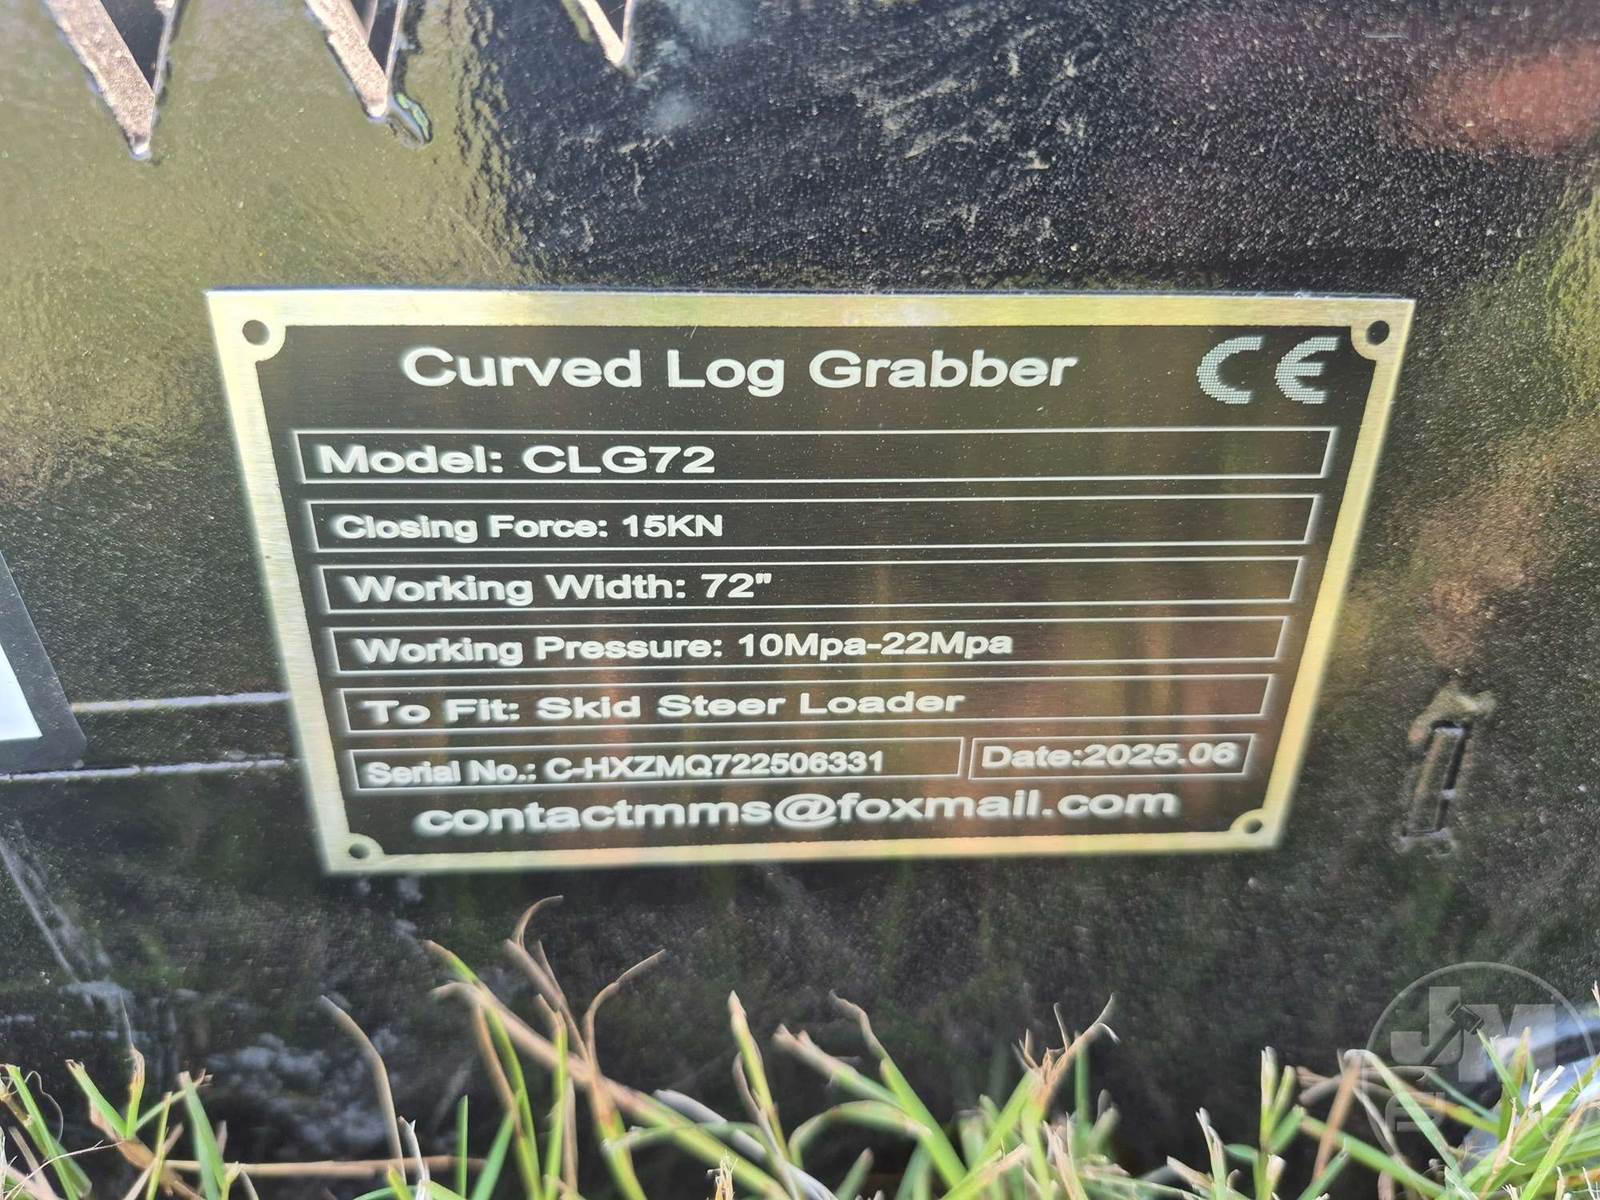 Curved Log Grabber CE
Model: CLG72
Closing Force: 15KN
Working Width: 72"
Working Pressure: 10Mpa-22Mpa
To Fit: Skid Steer Loader
Serial No.: C-HXZMQ722506331 Date:2025.06
contactmms@foxmail.com
JM